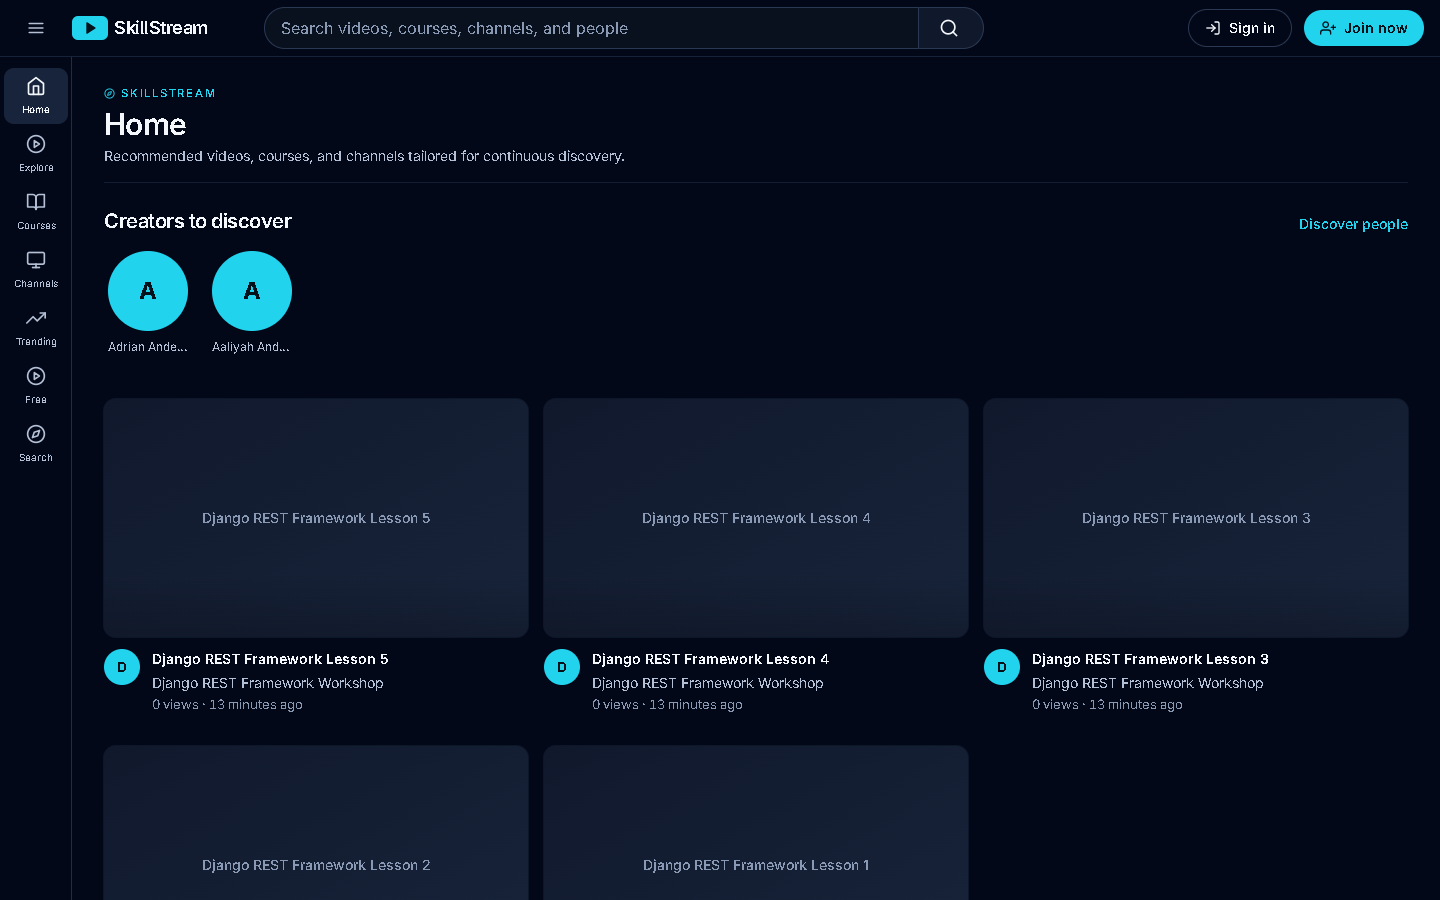 SkillStream
Search videos, courses, channels, and people
Sign in
Join now
Home
Explore
Courses
Channels
Trending
Free
Search
SKILLSTREAM
Home
Recommended videos, courses, and channels tailored for continuous discovery.
Creators to discover
Discover people
A
A
Adrian Ande...
Aaliyah And...
Django REST Framework Lesson 5
Django REST Framework Lesson 4
Django REST Framework Lesson 3
D
Django REST Framework Lesson 5
Django REST Framework Workshop
0 views · 13 minutes ago
D
Django REST Framework Lesson 4
Django REST Framework Workshop
0 views · 13 minutes ago
D
Django REST Framework Lesson 3
Django REST Framework Workshop
0 views · 13 minutes ago
Django REST Framework Lesson 2
Django REST Framework Lesson 1